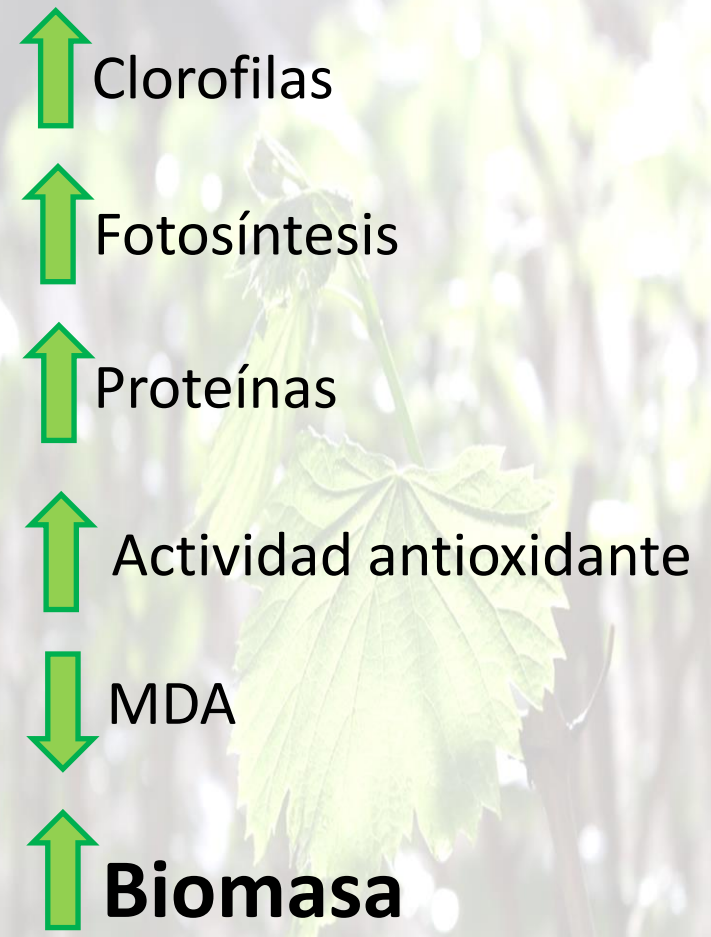 Clorofilas
Fotosíntesis
Proteínas
Actividad antioxidante
MDA
Biomasa